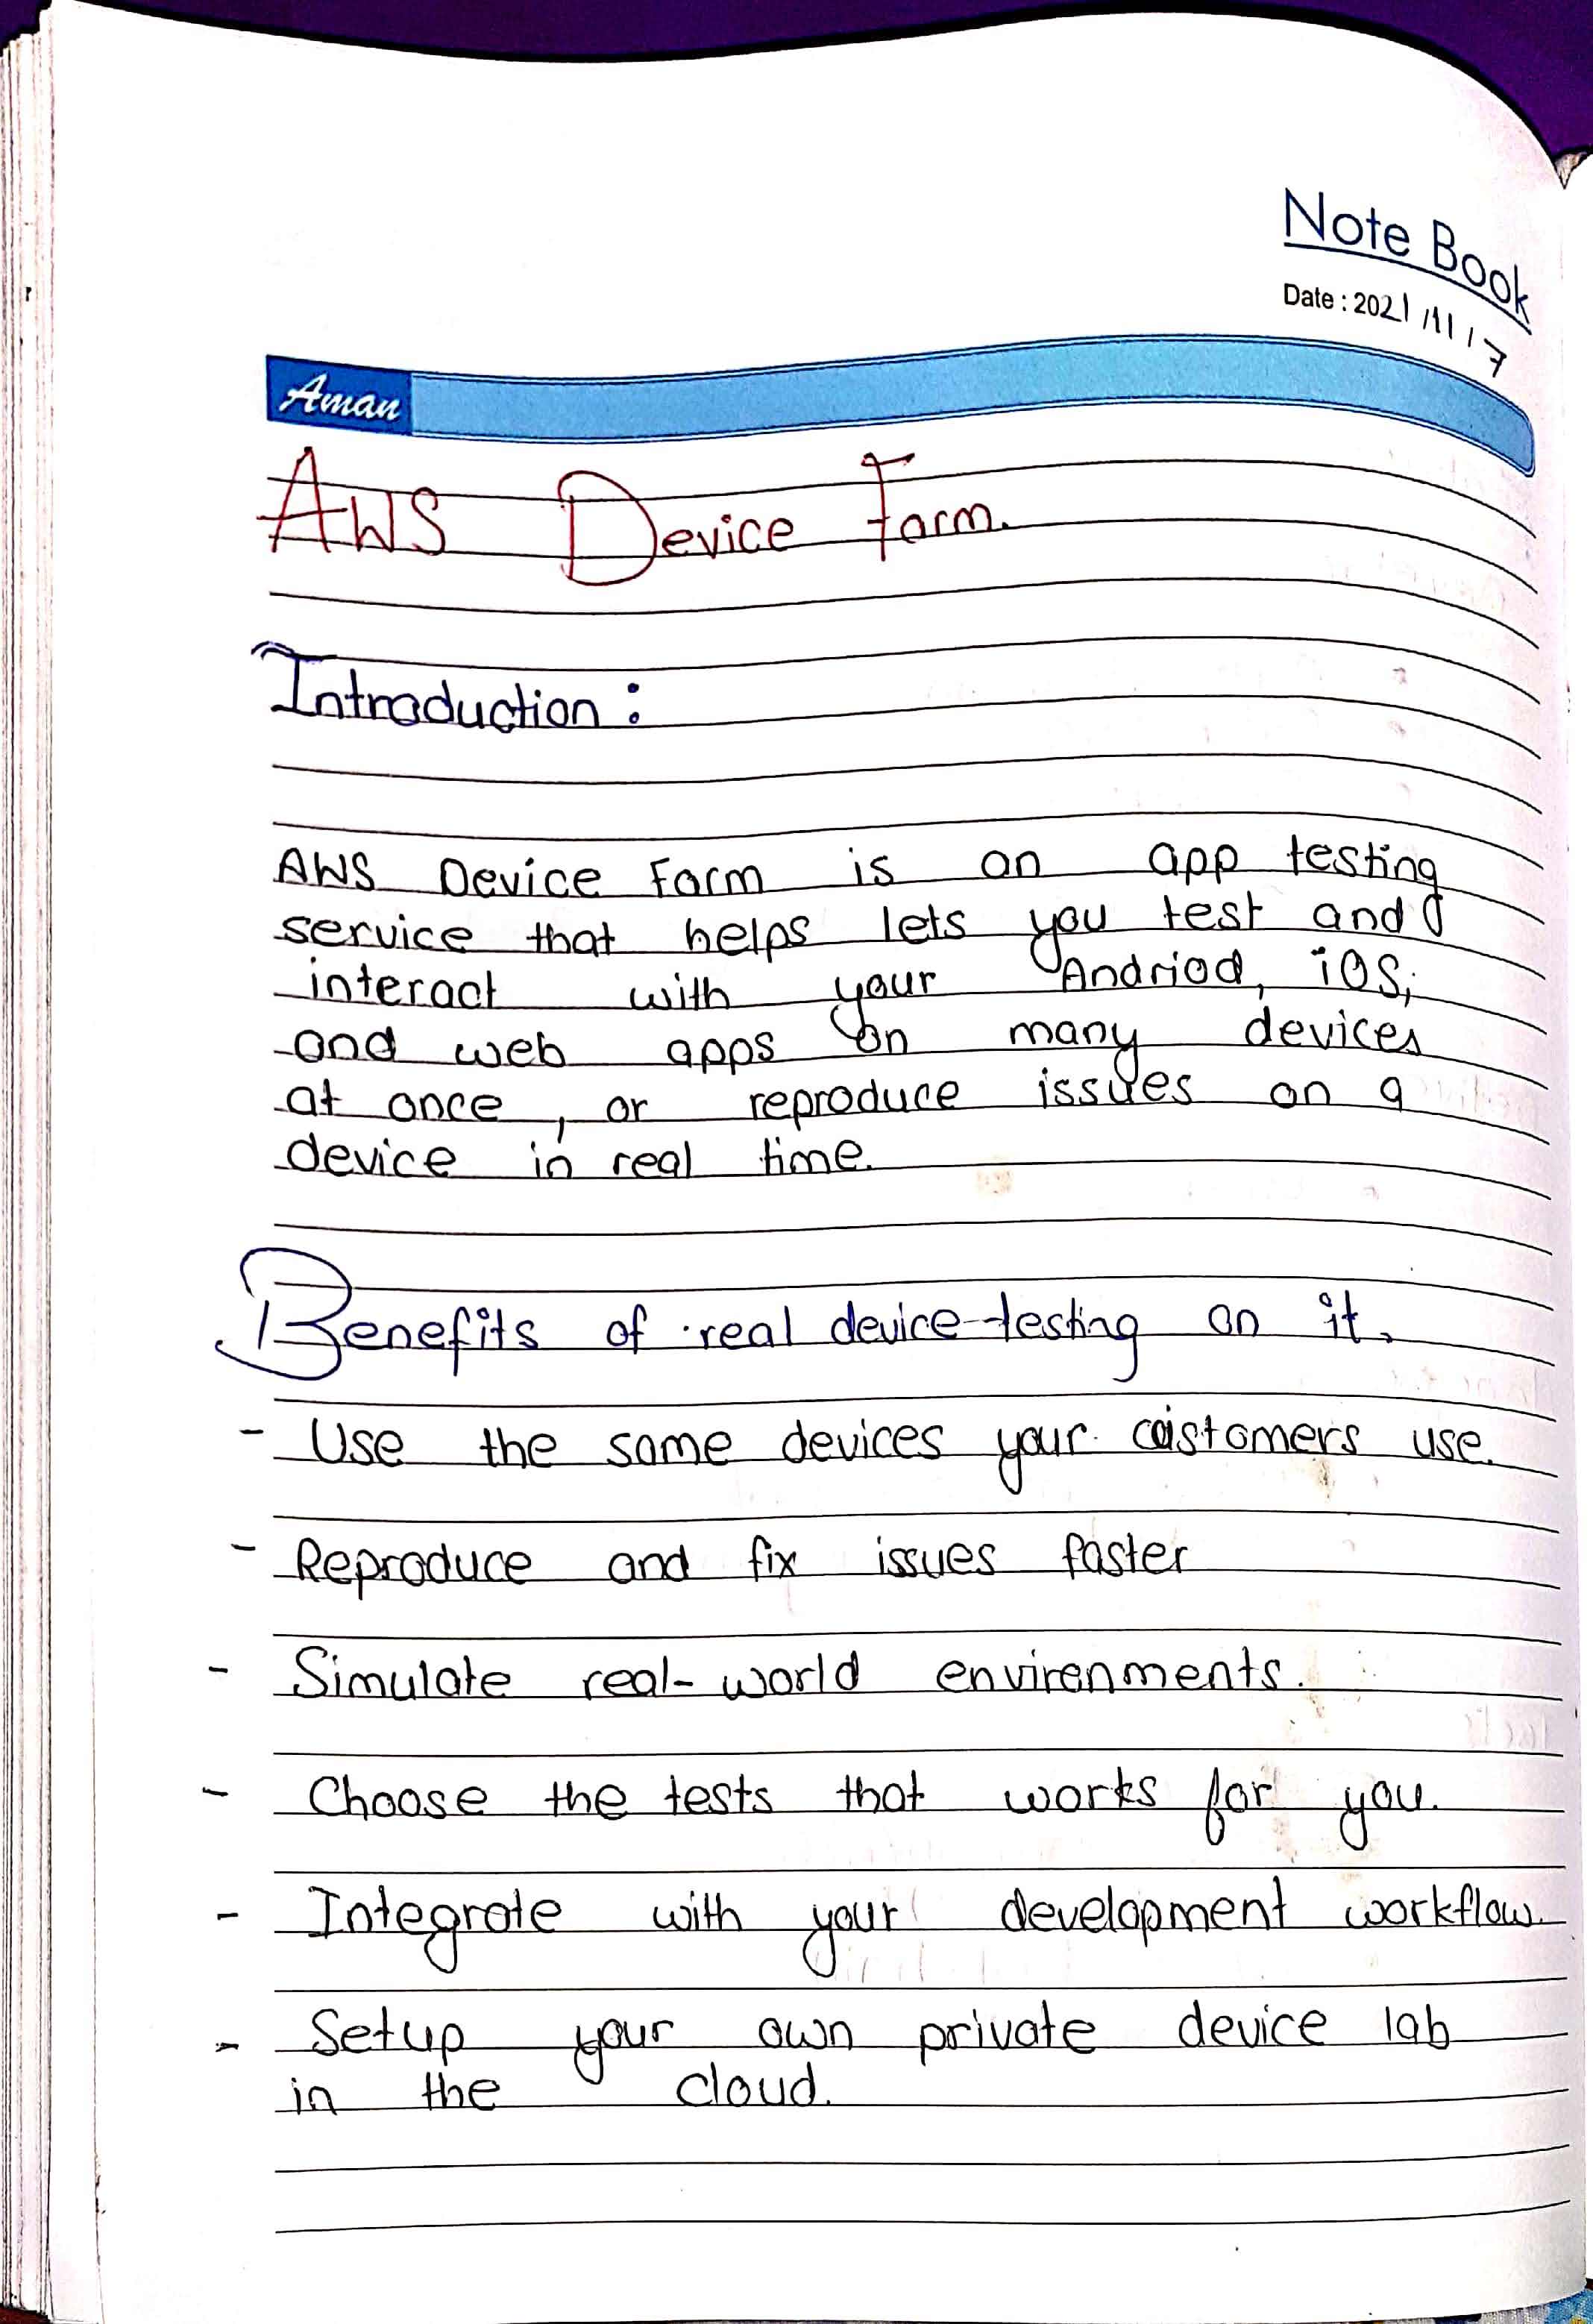 Note Book
Date : 2021/11/7
Aman
AWS Device Farm.
Introduction :
AWS Device Farm is an app testing
service that helps lets you test and
interact with your Andriod, iOS,
and web apps on many devices
at once, or reproduce issues on a
device in real time.
Benefits of real device-testing on it.
- Use the same devices your customers use.
- Reproduce and fix issues faster
- Simulate real-world environments.
- Choose the tests that works for you.
- Integrate with your development workflow.
- Setup your own private device lab
in the cloud.